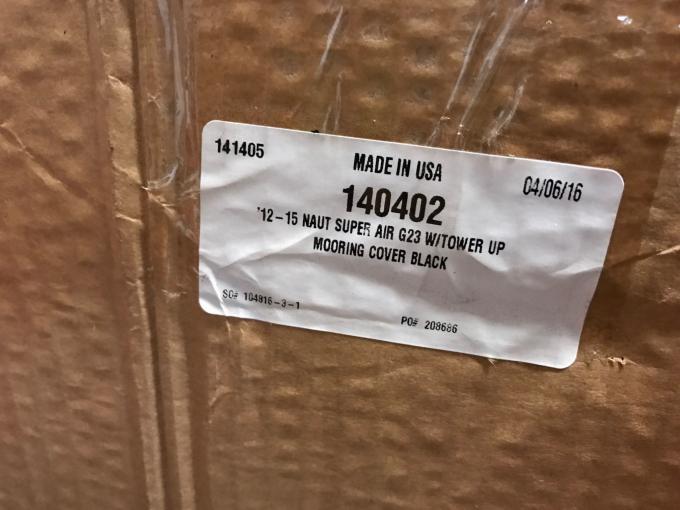 141405
MADE IN USA
04/06/16
140402
'12-15 NAUT SUPER AIR G23 W/TOWER UP
MOORING COVER BLACK
SO# 104816-3-1
PO# 208686